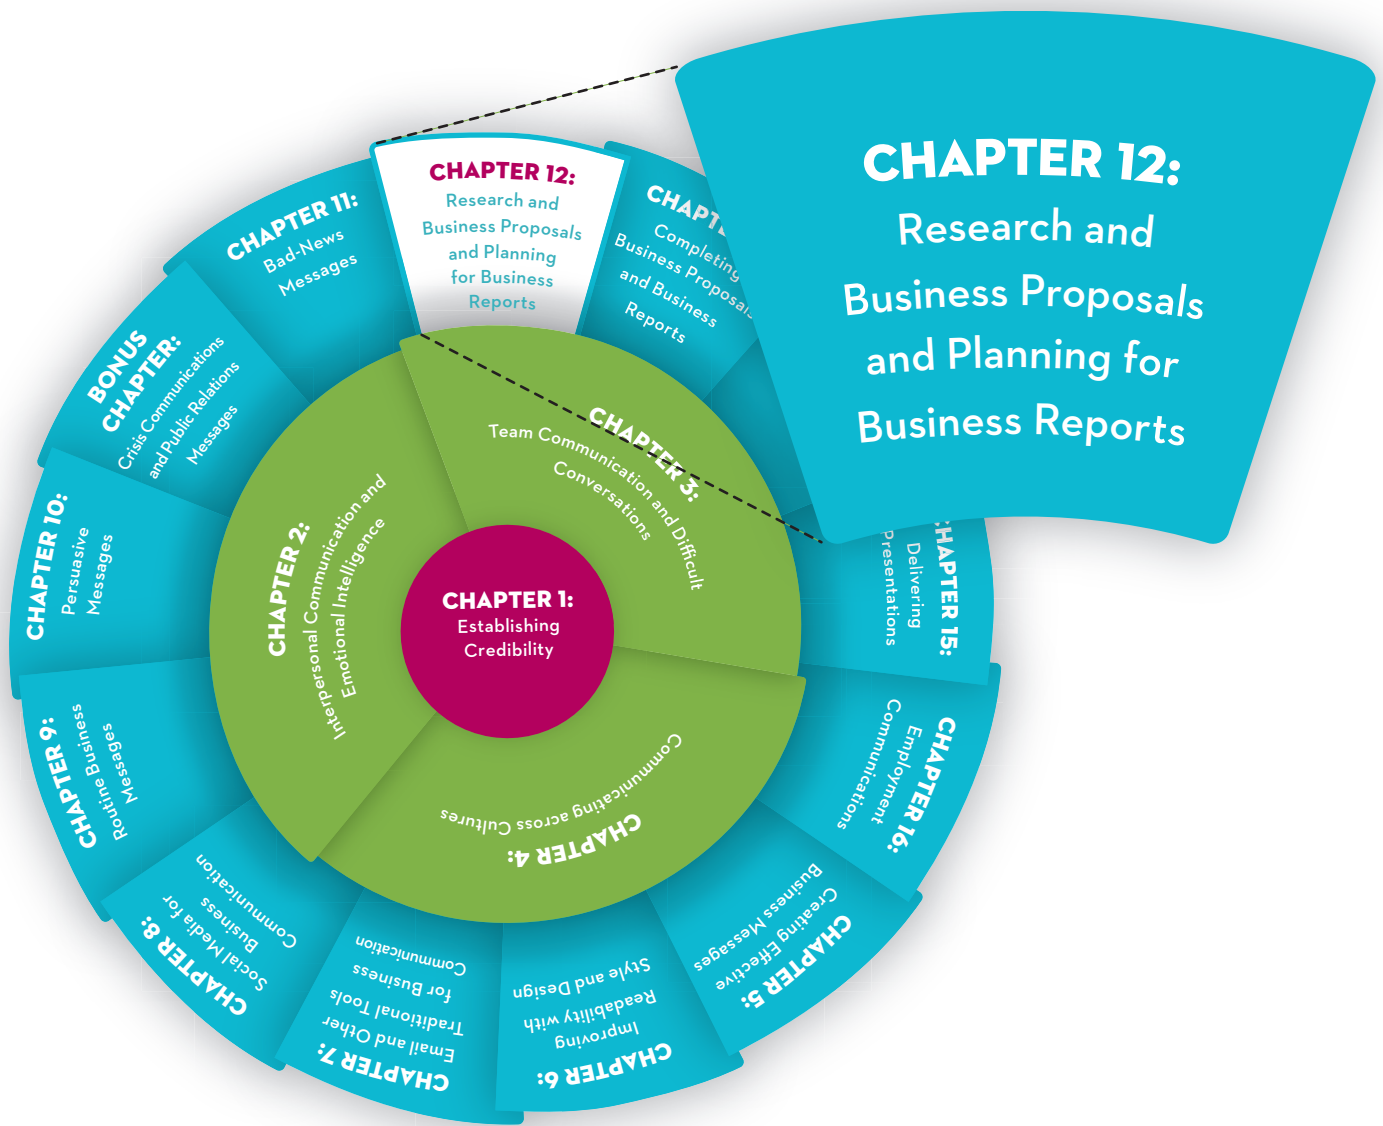 CHAPTER 12:
Research and
Business Proposals
and Planning for
Business Reports
CHAPTER 12:
Research and
Business Proposals
and Planning
for Business
Reports
Completing
Business Proposals
and Business
Reports
CHAPTER 15:
Delivering
Presentations
CHAPTER 16:
Employment
Communications
CHAPTER 5:
Creating Effective
Business Messages
CHAPTER 6:
Improving
Readability with
Style and Design
CHAPTER 7:
Email and Other
Traditional Tools
for Business
Communication
CHAPTER 8:
Social Media for
Business
Communication
CHAPTER 9:
Routine Business
Messages
CHAPTER 10:
Persuasive
Messages
BONUS
CHAPTER:
Crisis Communications
and Public Relations
Messages
CHAPTER 11:
Bad-News
Messages
CHAPTER 1:
Establishing
Credibility
CHAPTER 2:
Interpersonal Communication and
Emotional Intelligence
CHAPTER 3:
Team Communication and Difficult
Conversations
CHAPTER 4:
Communicating across Cultures